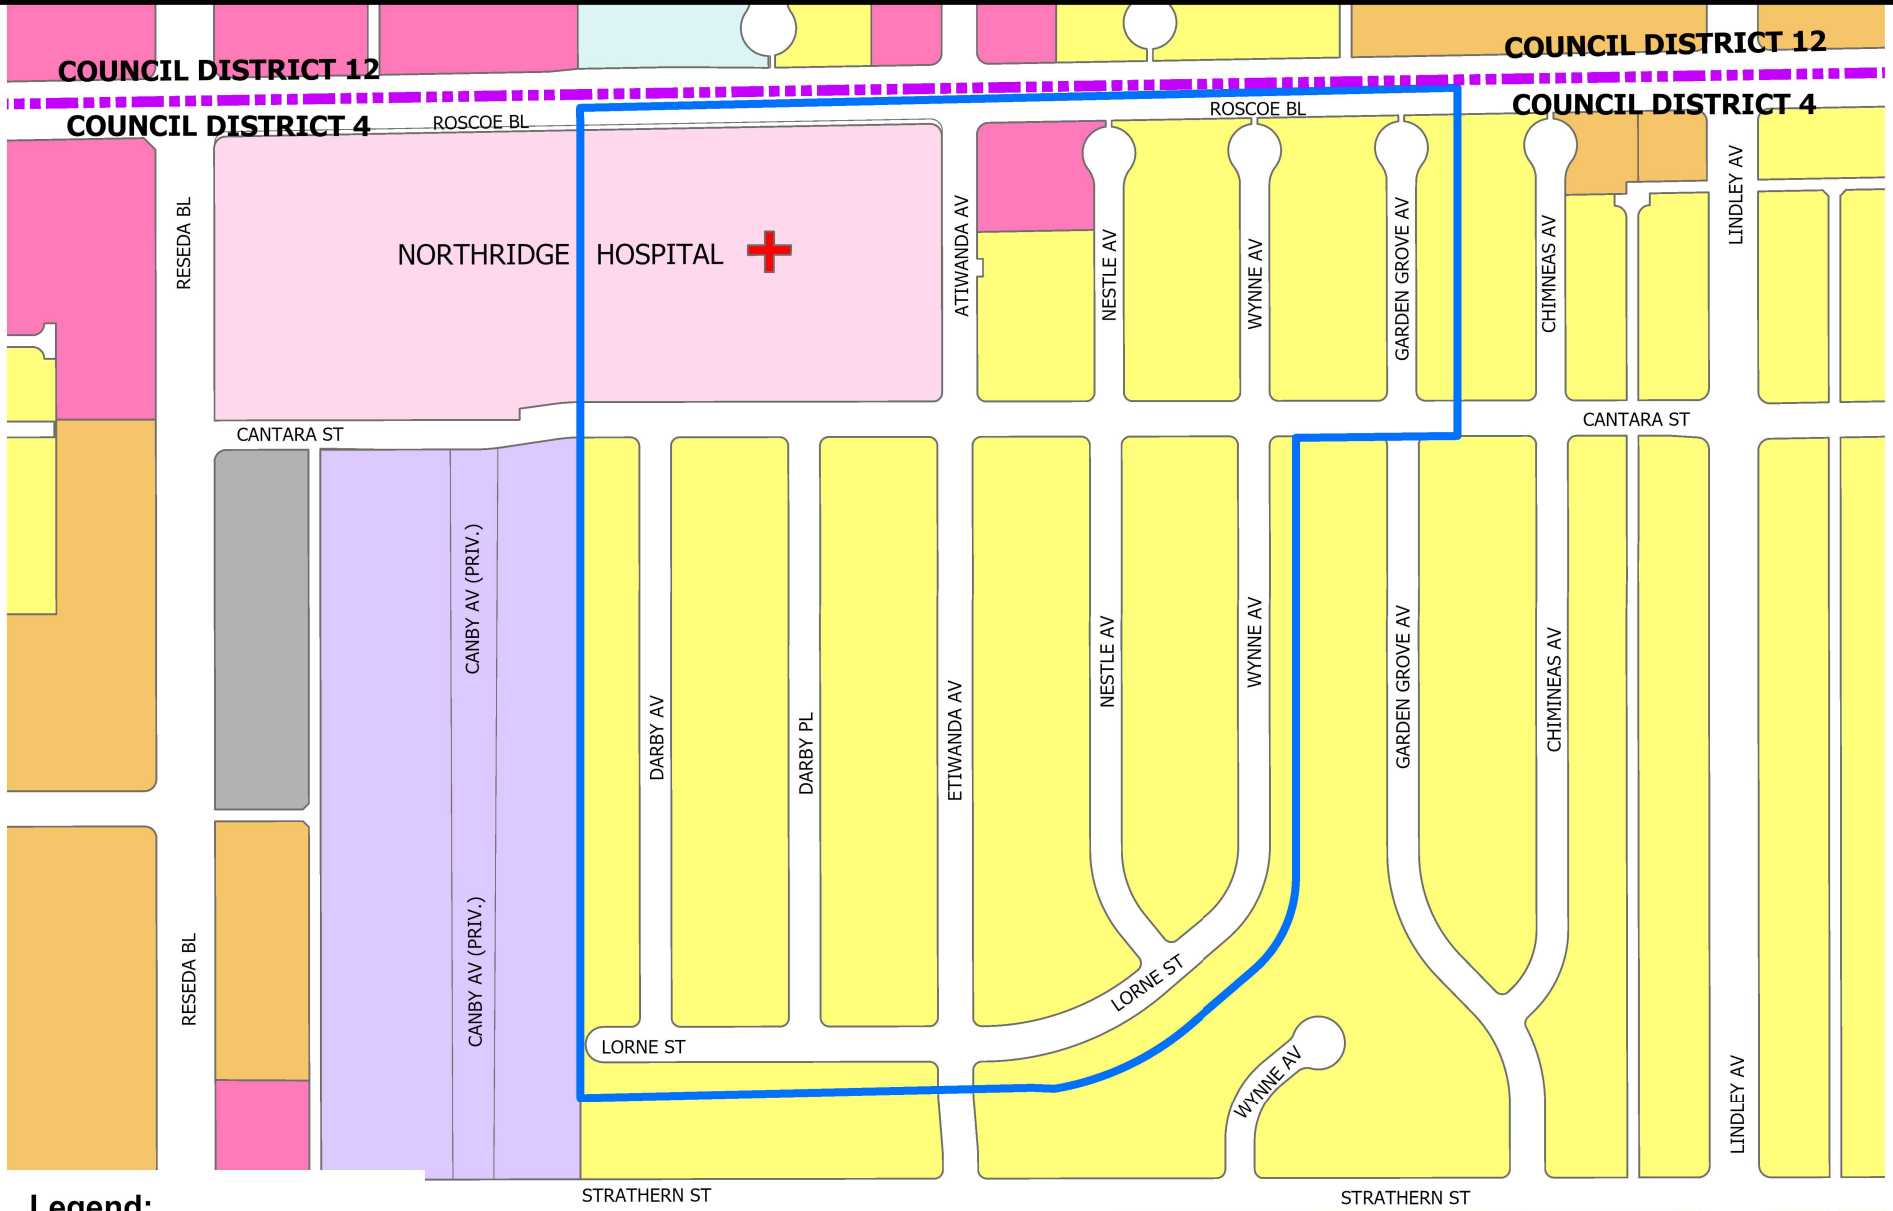 COUNCIL DISTRICT 12
COUNCIL DISTRICT 12
COUNCIL DISTRICT 4
COUNCIL DISTRICT 4
ROSCOE BL
ROSCOE BL
RESEDA BL
NORTHRIDGE HOSPITAL
ATIWANDA AV
NESTLE AV
WYNNE AV
GARDEN GROVE AV
CHIMNEAS AV
LINDLEY AV
CANTARA ST
CANTARA ST
CANBY AV (PRIV.)
DARBY AV
DARBY PL
ETIWANDA AV
NESTLE AV
WYNNE AV
GARDEN GROVE AV
CHIMINEAS AV
RESEDA BL
CANBY AV (PRIV.)
LORNE ST
LORNE ST
WYNNE AV
LINDLEY AV
STRATHERN ST
STRATHERN ST
Legend: